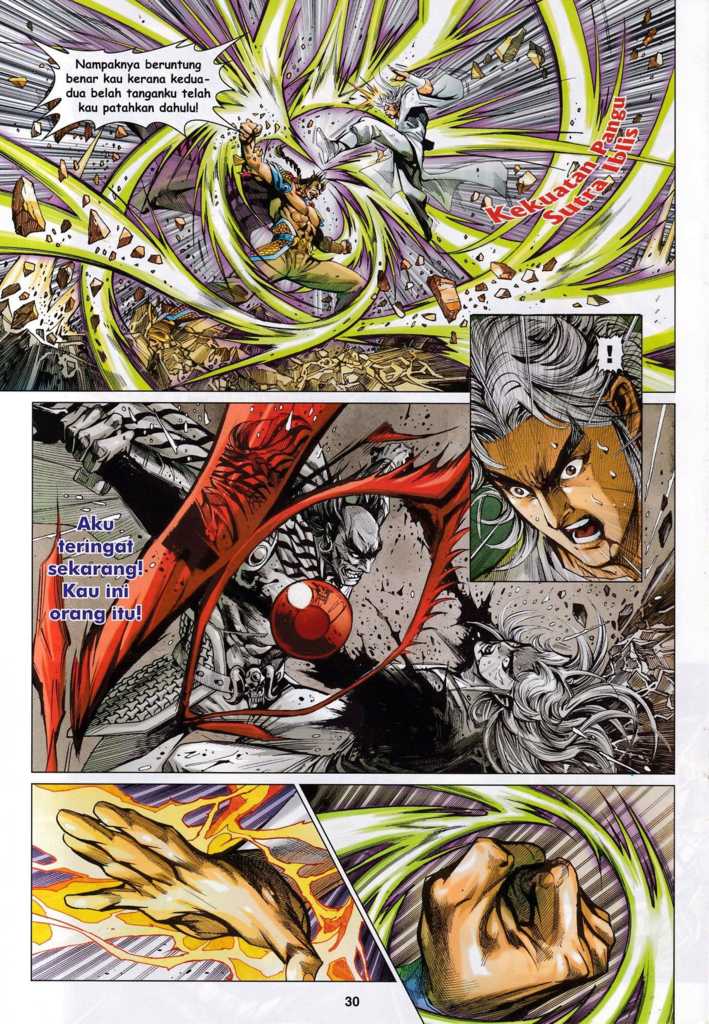 Nampaknya beruntung
benar kau kerana kedua-
dua belah tanganku telah
kau patahkan dahulu!
Kekuatan Pangu
Sutra Iblis
!
Aku
teringat
sekarang!
Kau ini
orang itu!
30